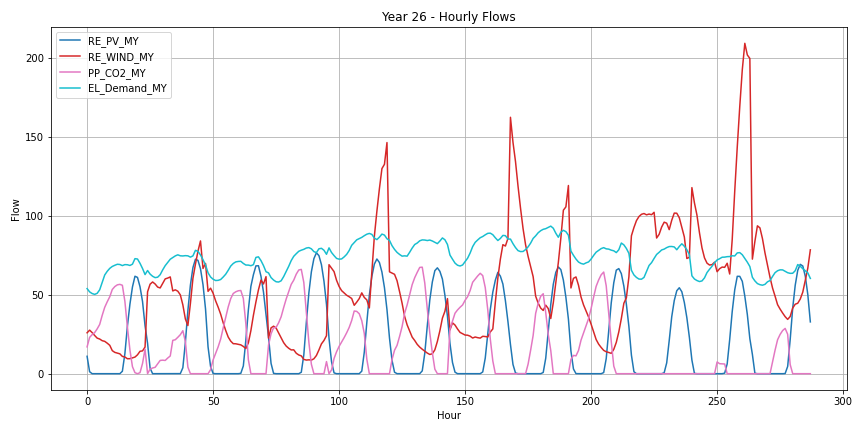 Year 26 - Hourly Flows
RE_PV_MY
RE_WIND_MY
PP_CO2_MY
EL_Demand_MY
200
150
100
50
0
Flow
0 50 100 150 200 250 300
Hour